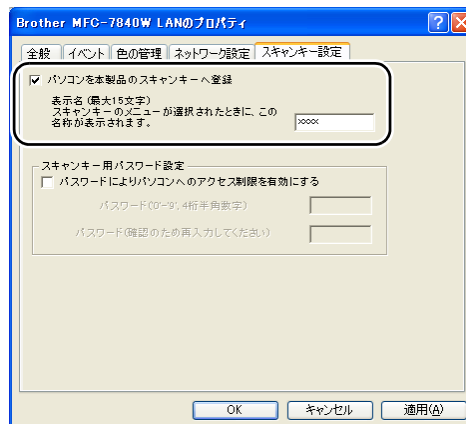 Brother MFC-7840W LANのプロパティ
全般 イベント 色の管理 ネットワーク設定 スキャンキー設定
パソコンを本製品のスキャンキーへ登録
表示名(最大15文字)
スキャンキーのメニューが選択されたときに、この
名称が表示されます。
xxxx
スキャンキー用パスワード設定
パスワードによりパソコンへのアクセス制限を有効にする
パスワード('0'-'9', 4桁半角数字)
パスワード(確認のため再入力してください)
OK キャンセル 適用(A)